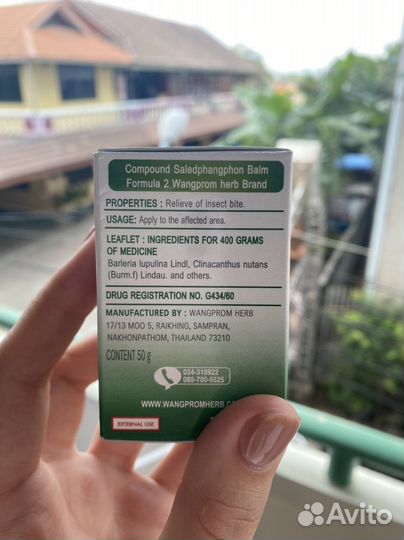 Compound Saledphangphon Balm
Formula 2 Wangprom herb Brand
PROPERTIES : Relieve of insect bite.
USAGE: Apply to the affected area.
LEAFLET : INGREDIENTS FOR 400 GRAMS
OF MEDICINE
Barleria lupulina Lindl, Clinacanthus nutans
(Burm.f) Lindau. and others.
DRUG REGISTRATION NO. G434/60
MANUFACTURED BY : WANGPROM HERB
17/13 MOO 5, RAIKHING, SAMPRAN,
NAKHONPATHOM, THAILAND 73210
CONTENT 50 g
034-318922
085-700-5525
WWW.WANGPROMHERB.C
EXTERNAL USE
Avito